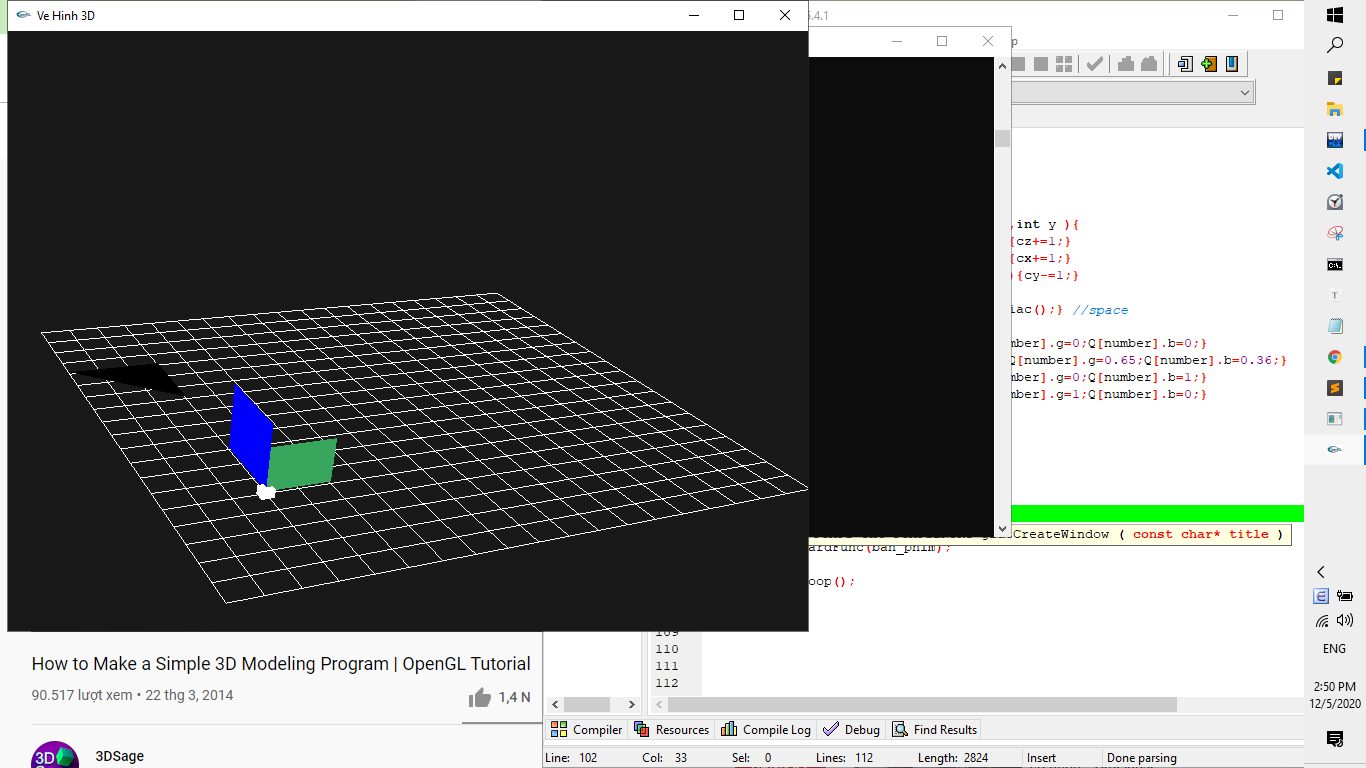 Ve Hinh 3D
5.4.1
p
,int y ){
{cz+=1;}
{cx+=1;}
){cy-=1;}
iac();} //space
mber].g=0;Q[number].b=0;}
Q[number].g=0.65;Q[number].b=0.36;}
mber].g=0;Q[number].b=1;}
mber].g=1;Q[number].b=0;}
CreateWindow ( const char* title )
ardFunc(ban_phim);
oop();
109
110
111
112
How to Make a Simple 3D Modeling Program | OpenGL Tutorial
90.517 lượt xem • 22 thg 3, 2014
1,4 N
3D
3DSage
Compiler
Resources
Compile Log
Debug
Find Results
Line: 102
Col: 33
Sel: 0
Lines: 112
Length: 2824
Insert
Done parsing
ENG
2:50 PM
12/5/2020